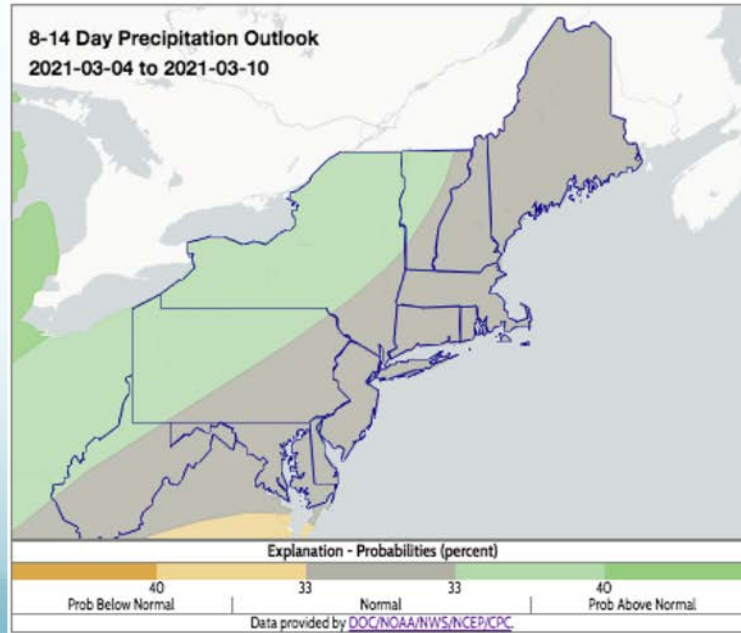 8-14 Day Precipitation Outlook
2021-03-04 to 2021-03-10
Explanation - Probabilities (percent)
40 33 33 40
Prob Below Normal | Normal | Prob Above Normal
Data provided by DOC/NOAA/NWS/NCEP/CPC